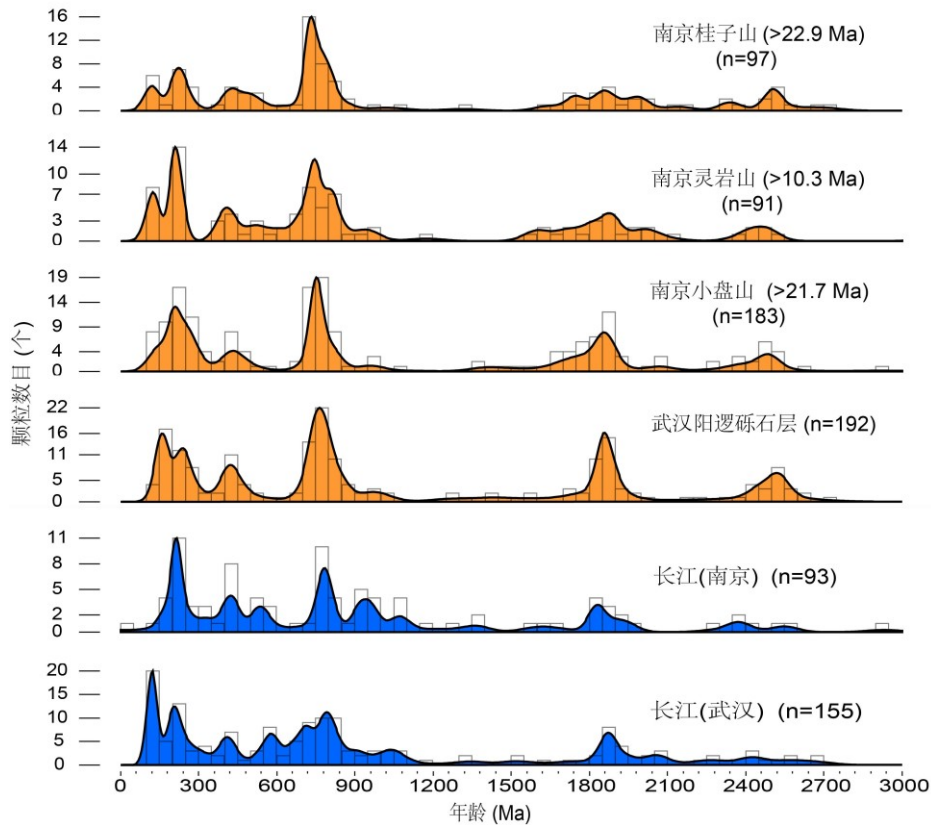 16
12
8
4
0
南京桂子山 (>22.9 Ma)
(n=97)
14
10
7
3
0
南京灵岩山 (>10.3 Ma)
(n=91)
19
14
9
4
0
南京小盘山 (>21.7 Ma)
(n=183)
颗粒数目 (个)
22
16
11
5
0
武汉阳逻砾石层 (n=192)
11
8
5
2
0
长江(南京) (n=93)
20
15
10
5
0
长江(武汉) (n=155)
0 300 600 900 1200 1500 1800 2100 2400 2700 3000
年龄 (Ma)